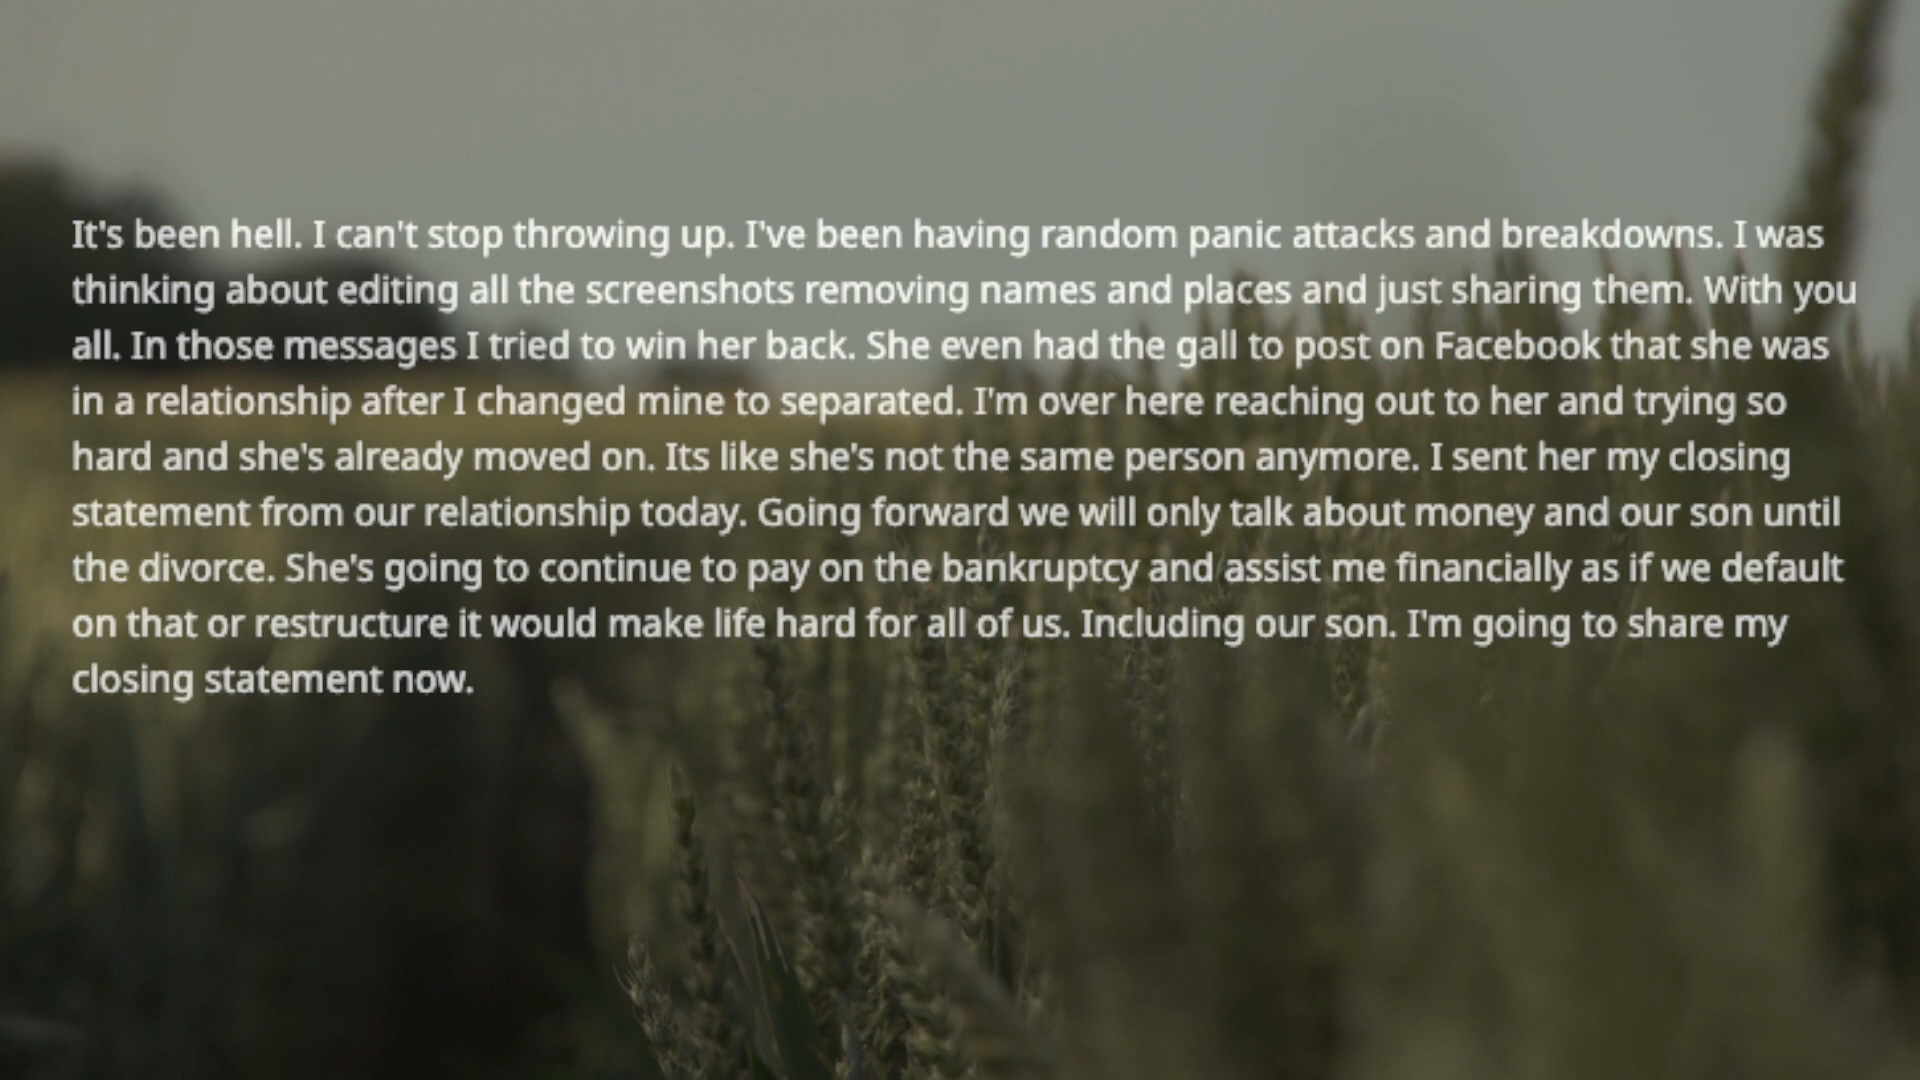 It's been hell. I can't stop throwing up. I've been having random panic attacks and breakdowns. I was
thinking about editing all the screenshots removing names and places and just sharing them. With you
all. In those messages I tried to win her back. She even had the gall to post on Facebook that she was
in a relationship after I changed mine to separated. I'm over here reaching out to her and trying so
hard and she's already moved on. Its like she's not the same person anymore. I sent her my closing
statement from our relationship today. Going forward we will only talk about money and our son until
the divorce. She's going to continue to pay on the bankruptcy and assist me financially as if we default
on that or restructure it would make life hard for all of us. Including our son. I'm going to share my
closing statement now.